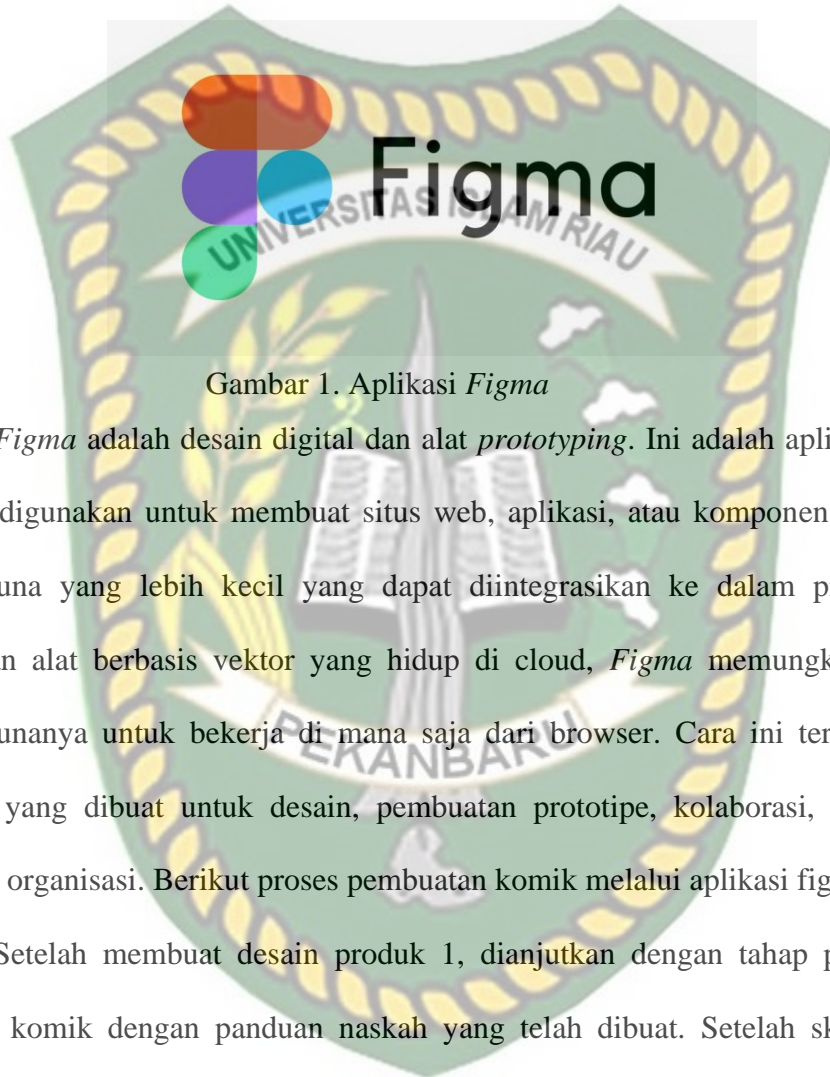 Figma
UNIVERSITAS ISLAM RIAU
Gambar 1. Aplikasi Figma
Figma adalah desain digital dan alat prototyping. Ini adalah apli
digunakan untuk membuat situs web, aplikasi, atau komponen
una yang lebih kecil yang dapat diintegrasikan ke dalam p
n alat berbasis vektor yang hidup di cloud, Figma memungk
unanya untuk bekerja di mana saja dari browser. Cara ini ter
PEKANBARU
yang dibuat untuk desain, pembuatan prototipe, kolaborasi,
organisasi. Berikut proses pembuatan komik melalui aplikasi fig
Setelah membuat desain produk 1, dianjutkan dengan tahap p
komik dengan panduan naskah yang telah dibuat. Setelah sk